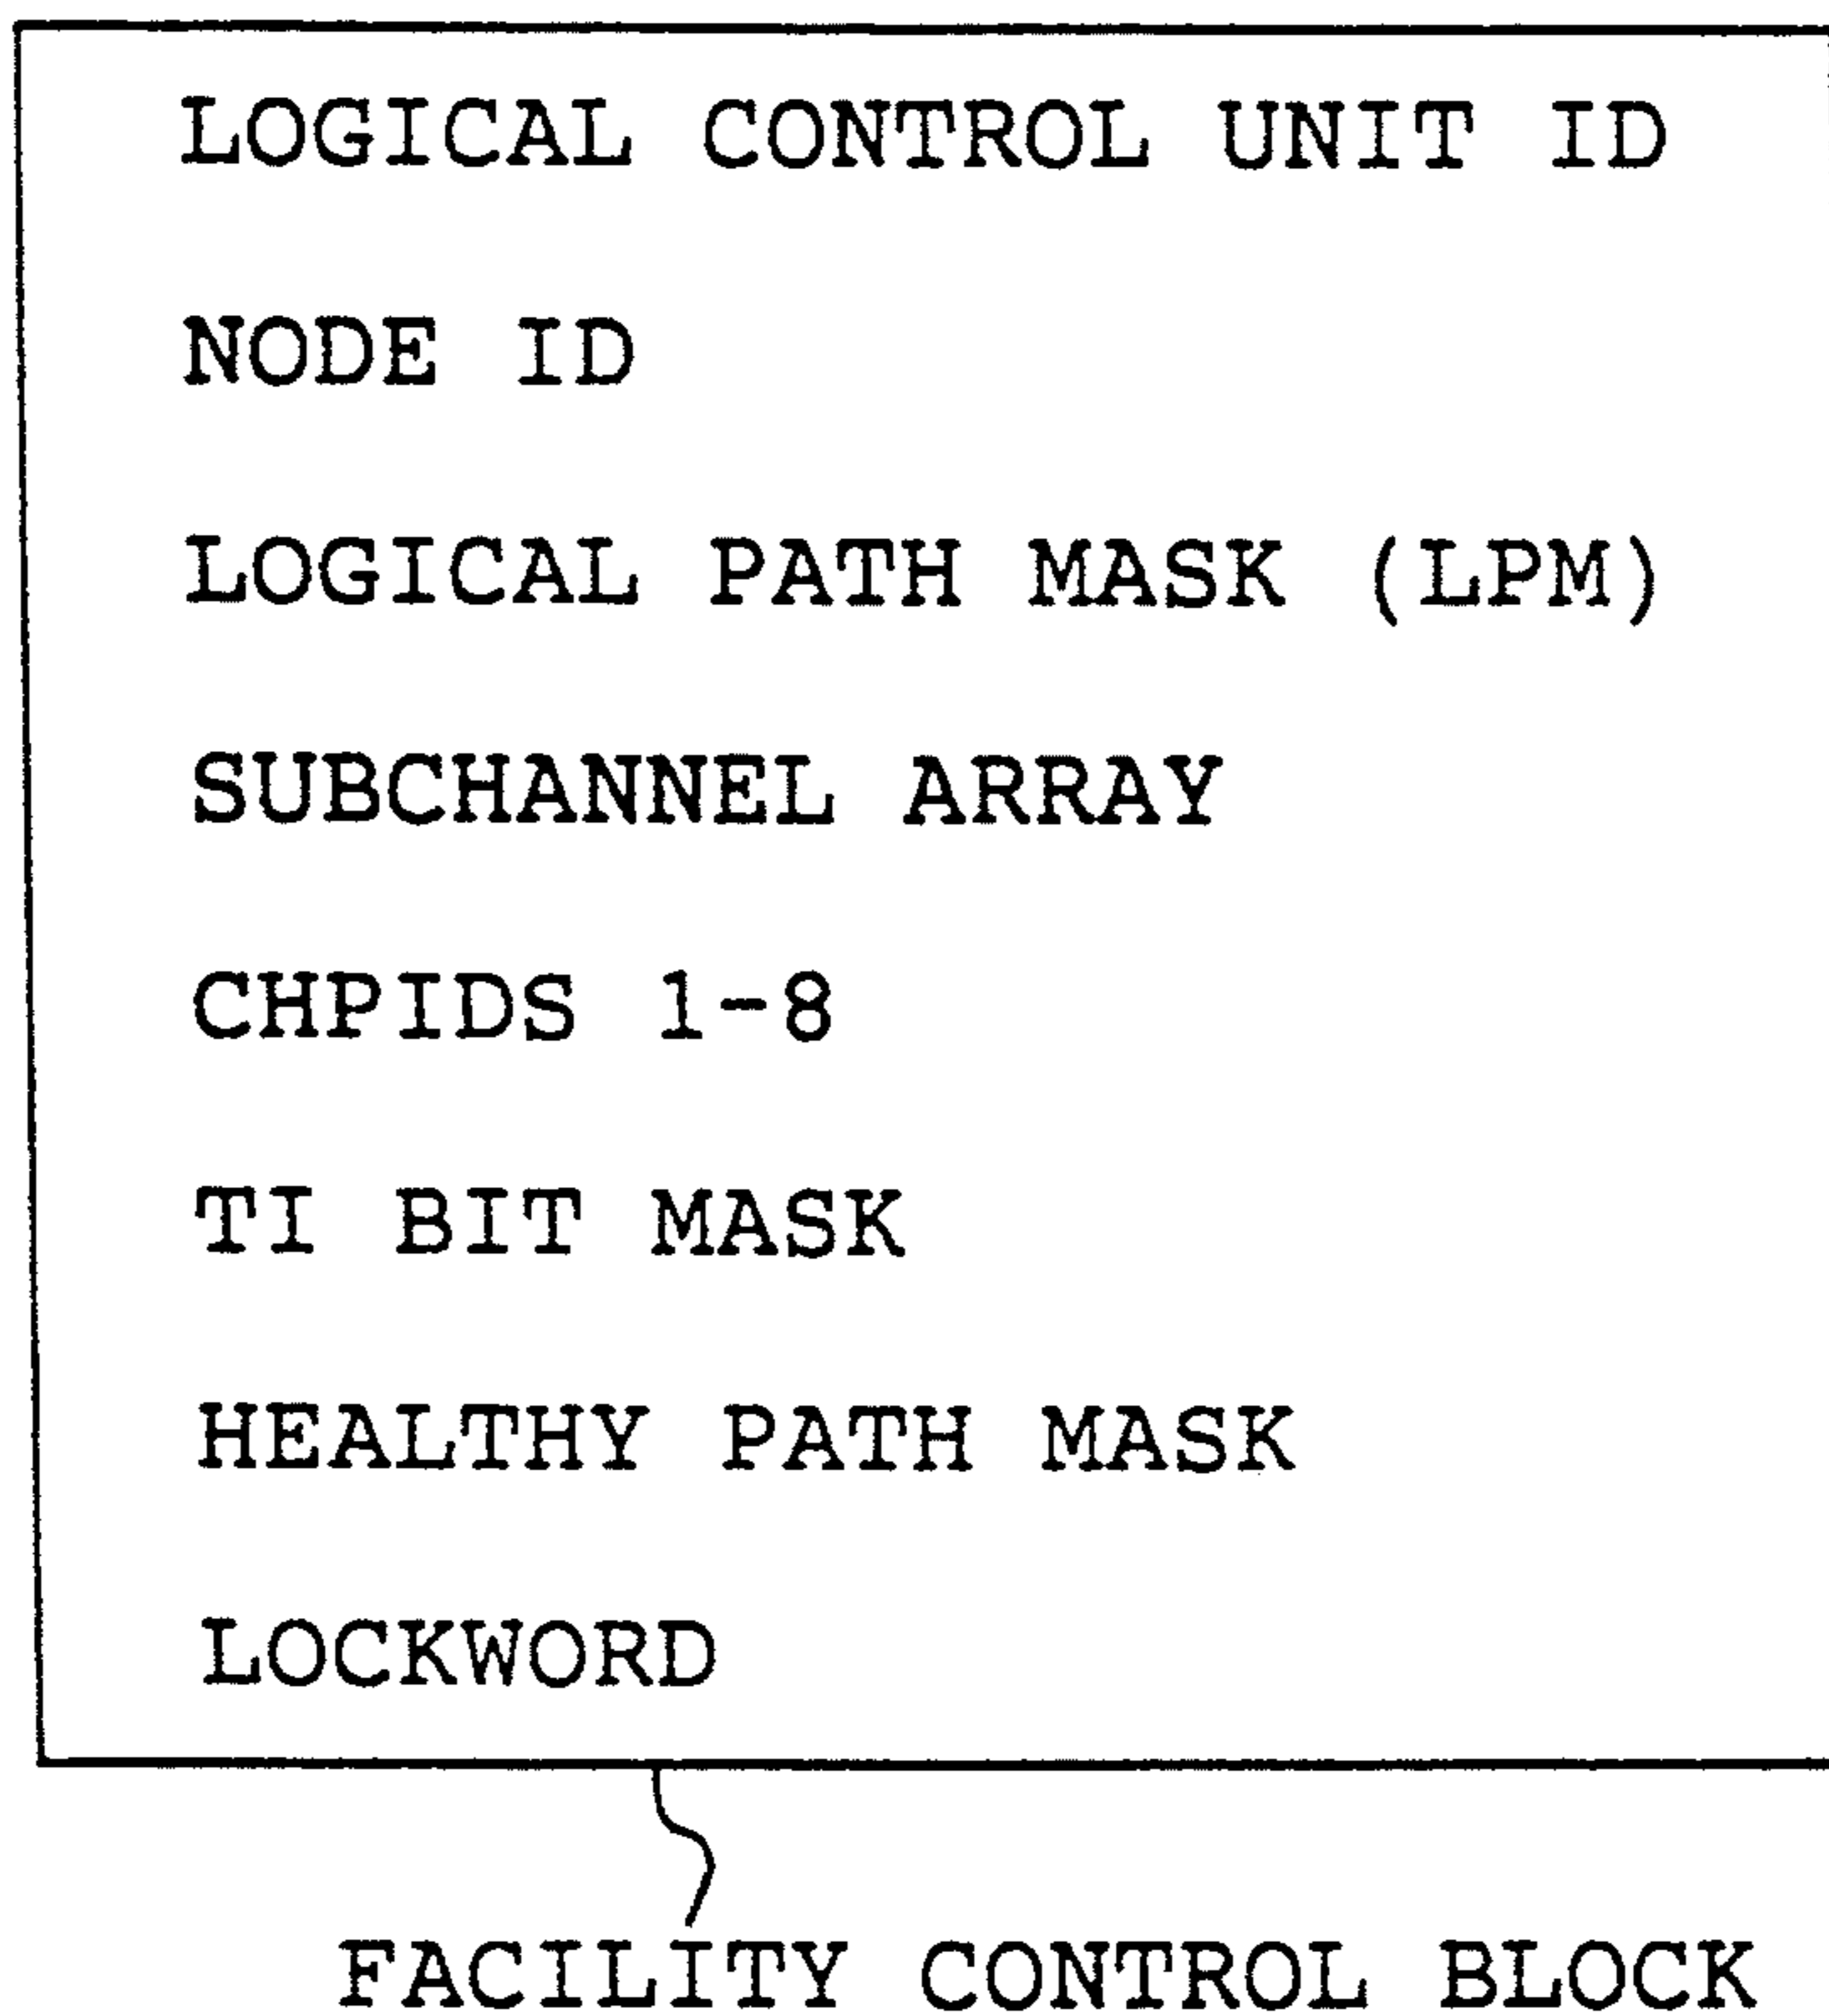 LOGICAL CONTROL UNIT ID
NODE ID
LOGICAL PATH MASK (LPM)
SUBCHANNEL ARRAY
CHPIDS 1-8
TI BIT MASK
HEALTHY PATH MASK
LOCKWORD
FACILITY CONTROL BLOCK